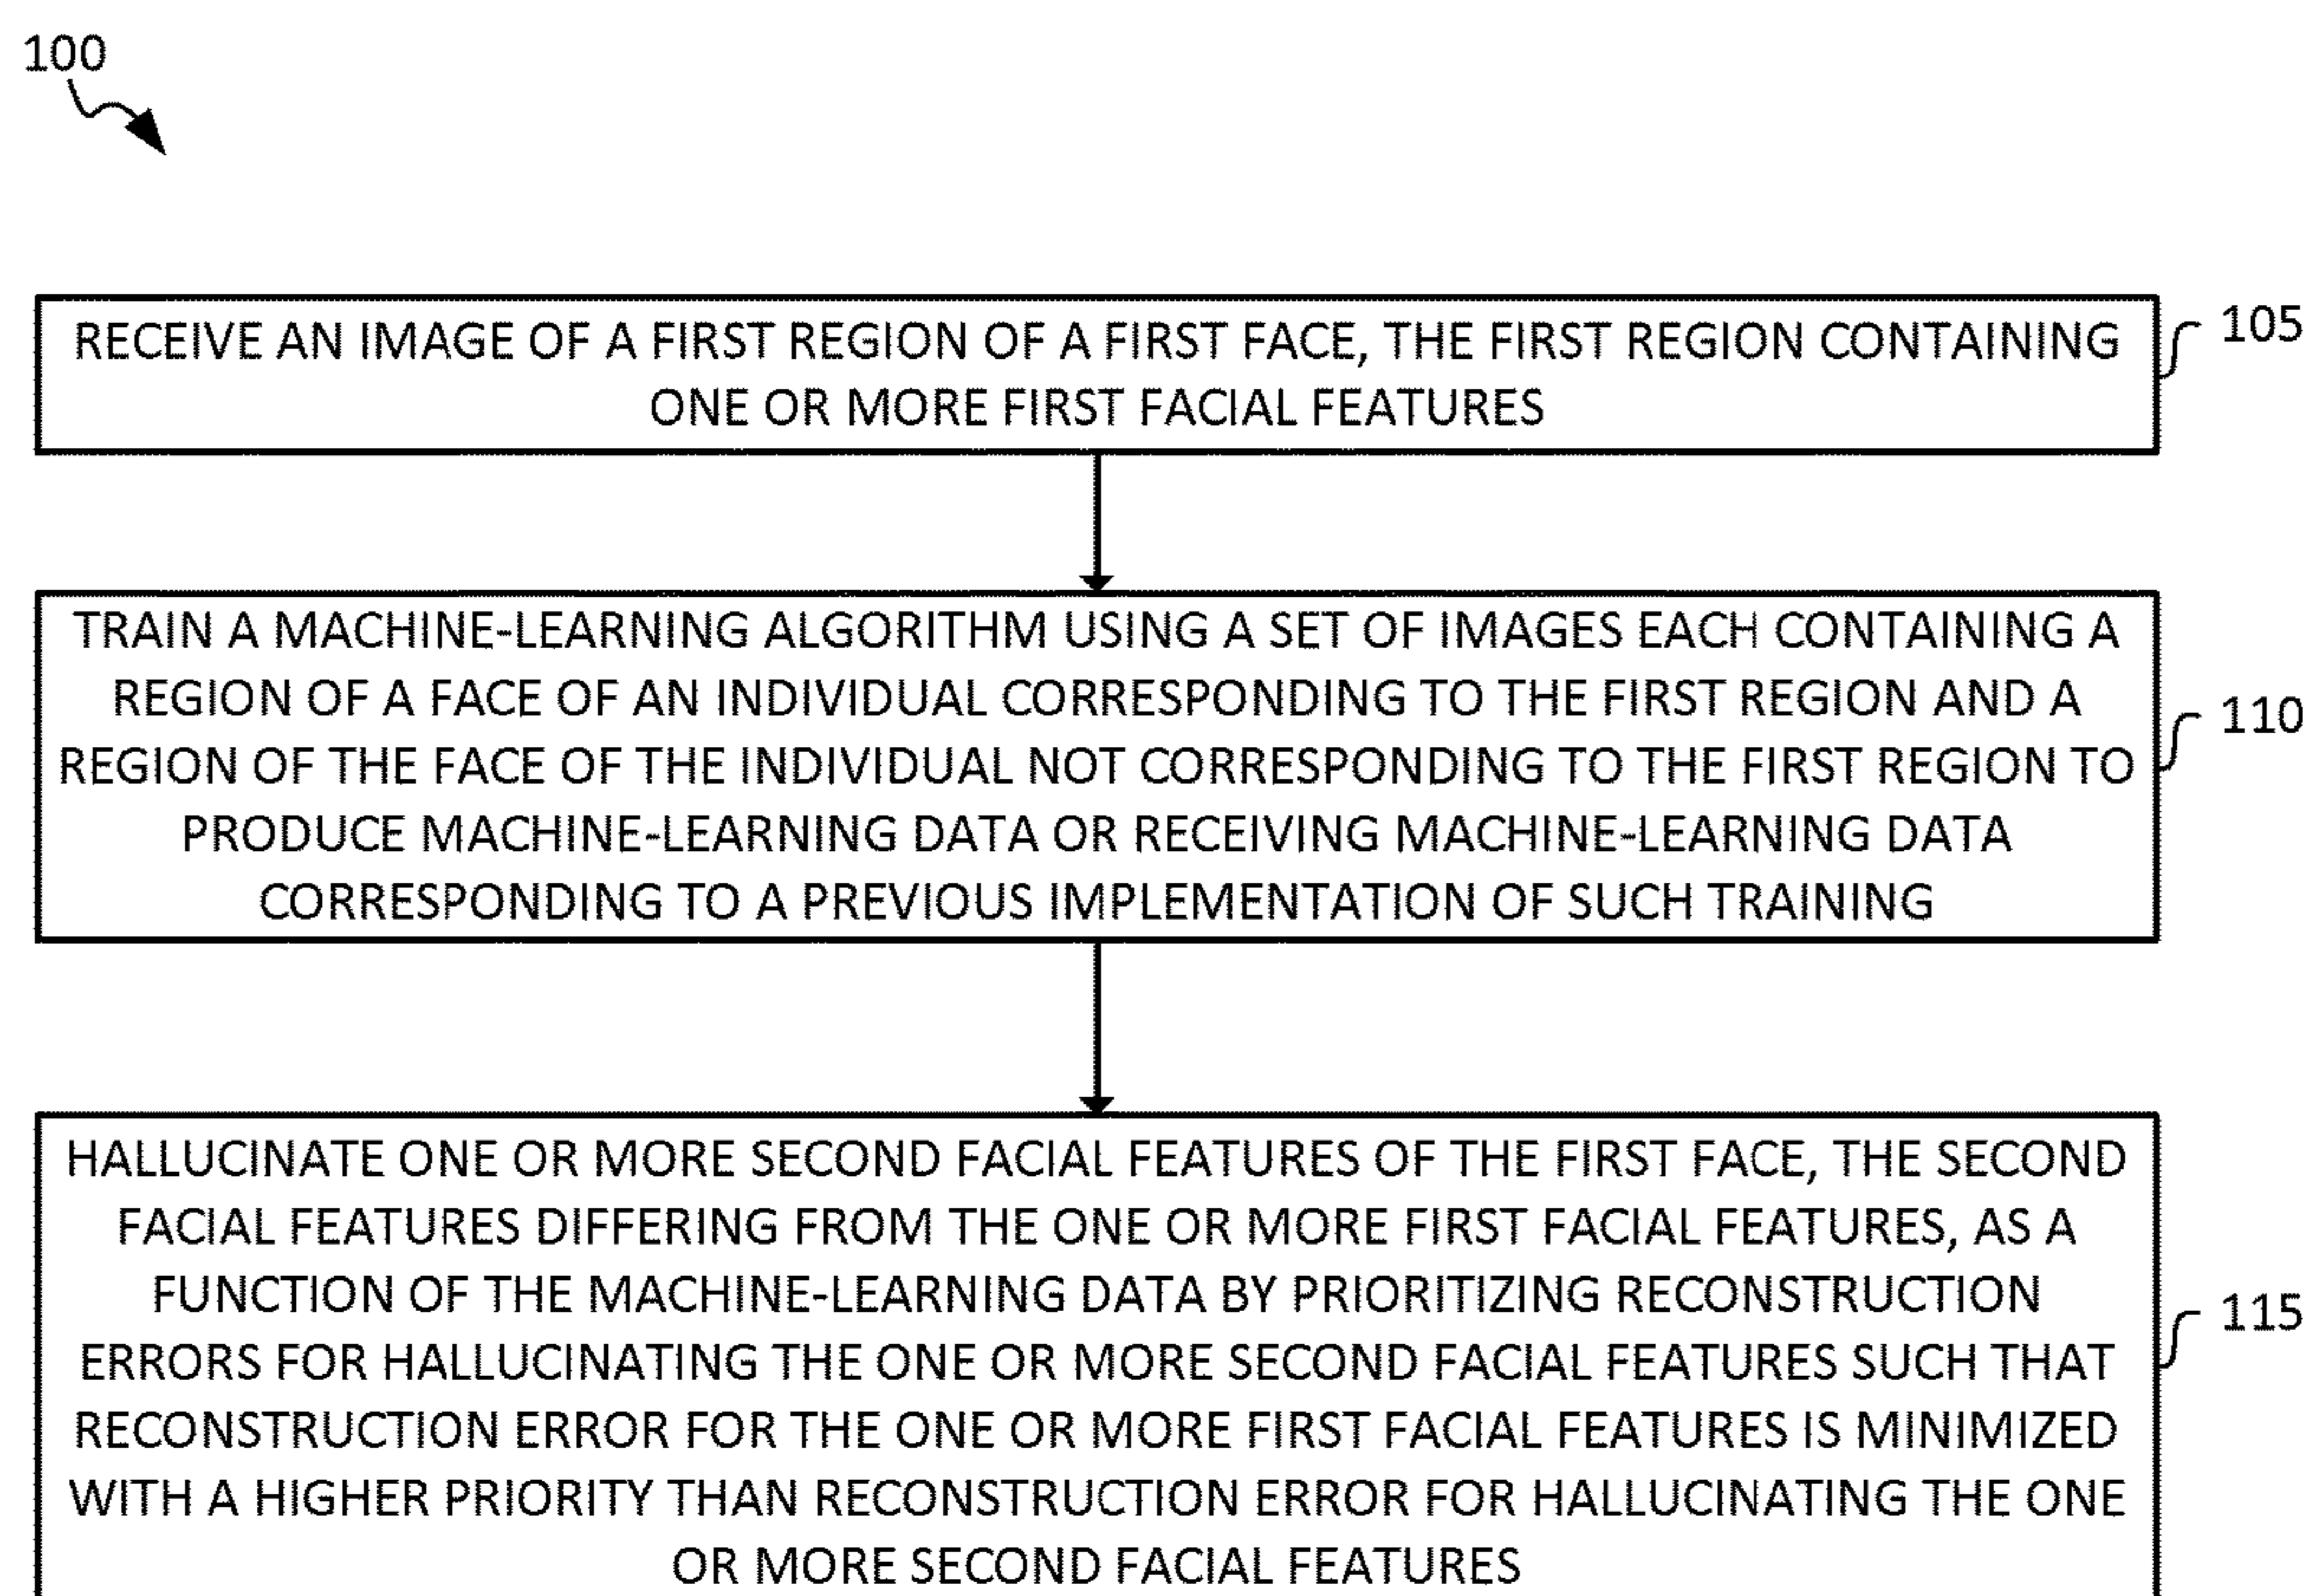 100
RECEIVE AN IMAGE OF A FIRST REGION OF A FIRST FACE, THE FIRST REGION CONTAINING
ONE OR MORE FIRST FACIAL FEATURES
105
TRAIN A MACHINE-LEARNING ALGORITHM USING A SET OF IMAGES EACH CONTAINING A
REGION OF A FACE OF AN INDIVIDUAL CORRESPONDING TO THE FIRST REGION AND A
REGION OF THE FACE OF THE INDIVIDUAL NOT CORRESPONDING TO THE FIRST REGION TO
PRODUCE MACHINE-LEARNING DATA OR RECEIVING MACHINE-LEARNING DATA
CORRESPONDING TO A PREVIOUS IMPLEMENTATION OF SUCH TRAINING
110
HALLUCINATE ONE OR MORE SECOND FACIAL FEATURES OF THE FIRST FACE, THE SECOND
FACIAL FEATURES DIFFERING FROM THE ONE OR MORE FIRST FACIAL FEATURES, AS A
FUNCTION OF THE MACHINE-LEARNING DATA BY PRIORITIZING RECONSTRUCTION
ERRORS FOR HALLUCINATING THE ONE OR MORE SECOND FACIAL FEATURES SUCH THAT
RECONSTRUCTION ERROR FOR THE ONE OR MORE FIRST FACIAL FEATURES IS MINIMIZED
WITH A HIGHER PRIORITY THAN RECONSTRUCTION ERROR FOR HALLUCINATING THE ONE
OR MORE SECOND FACIAL FEATURES
115